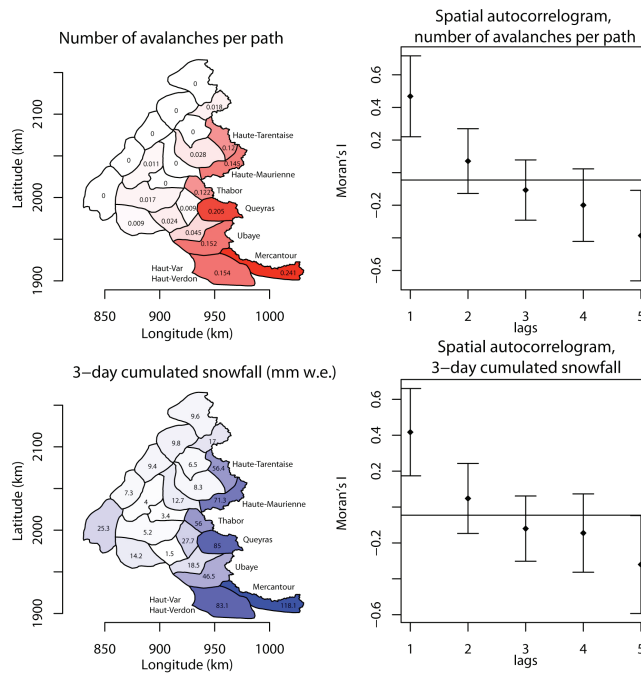 Number of avalanches per path
Latitude (km)
2100
2000
1900
0
0.018
0
0
0
0.12
0.028
0.145
0
0.011
0
0
0
0.122
0.017
0.009
0.205
0.009
0.024
0.045
0.152
0.154
0.241
Haute-Tarentaise
Haute-Maurienne
Thabor
Queyras
Ubaye
Mercantour
Haut-Var
Haut-Verdon
850
900
950
1000
Longitude (km)
Spatial autocorrelogram,
number of avalanches per path
Moran's I
0.6
0.4
0.2
−0.2
−0.6
1
2
3
4
5
lags
3−day cumulated snowfall (mm w.e.)
Latitude (km)
2100
2000
1900
9.6
17
9.8
6.5
56.4
9.4
8.3
71.3
7.3
4
12.7
3.4
25.3
56
5.2
27.7
85
14.2
1.5
18.5
46.5
83.1
118.1
Haute-Tarentaise
Haute-Maurienne
Thabor
Queyras
Ubaye
Mercantour
Haut-Var
Haut-Verdon
850
900
950
1000
Longitude (km)
Spatial autocorrelogram,
3−day cumulated snowfall
Moran's I
0.6
0.4
0.2
−0.2
−0.6
1
2
3
4
5
lags